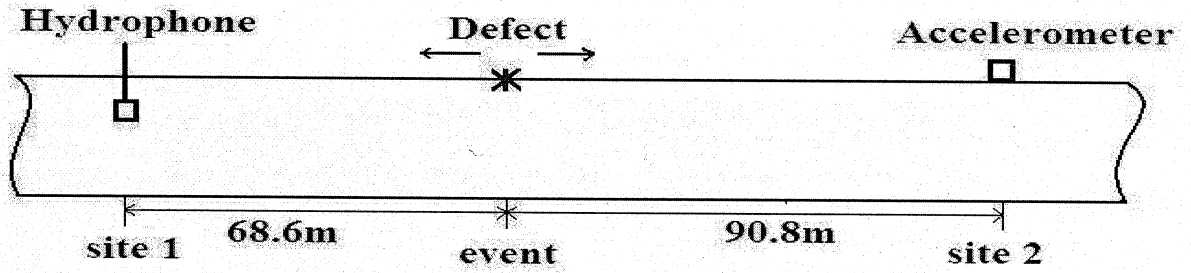 Hydrophone
Defect
Accelerometer
68.6m
90.8m
site 1
event
site 2